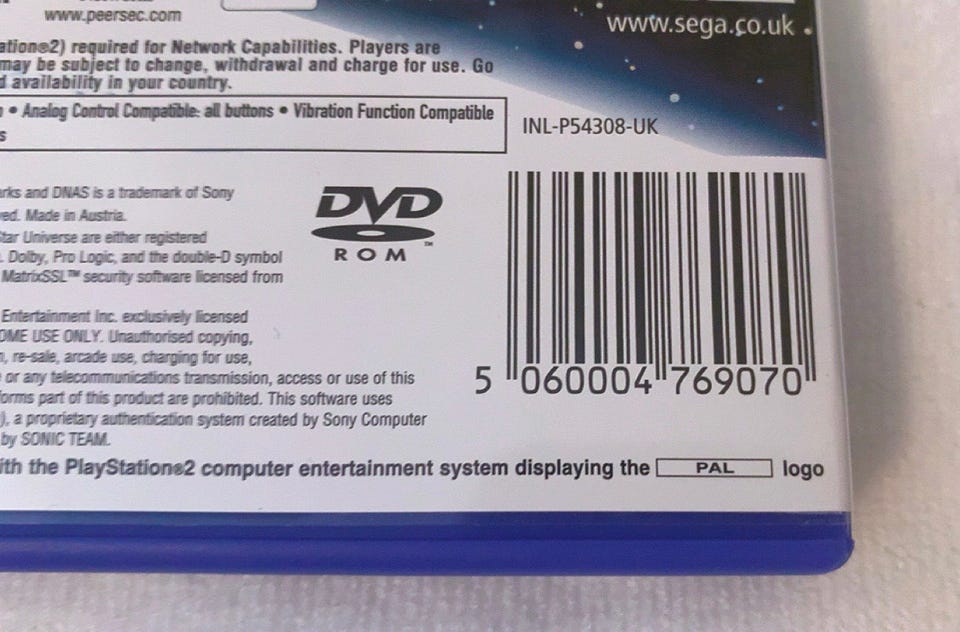 www.peersec.com
www.sega.co.uk
ation®2) required for Network Capabilities. Players are
may be subject to change, withdrawal and charge for use. Go
d availability in your country.
• Analog Control Compatible: all buttons • Vibration Function Compatible
s
INL-P54308-UK
rks and DNAS is a trademark of Sony
ved. Made in Austria.
Star Universe are either registered
. Dolby, Pro Logic, and the double-D symbol
MatrixSSL™ security software licensed from
DVD
ROM™
Entertainment Inc. exclusively licensed
OME USE ONLY. Unauthorised copying,
n, re-sale, arcade use, charging for use,
or any telecommunications transmission, access or use of this
forms part of this product are prohibited. This software uses
), a proprietary authentication system created by Sony Computer
by SONIC TEAM.
5 060004 769070
ith the PlayStation®2 computer entertainment system displaying the PAL logo